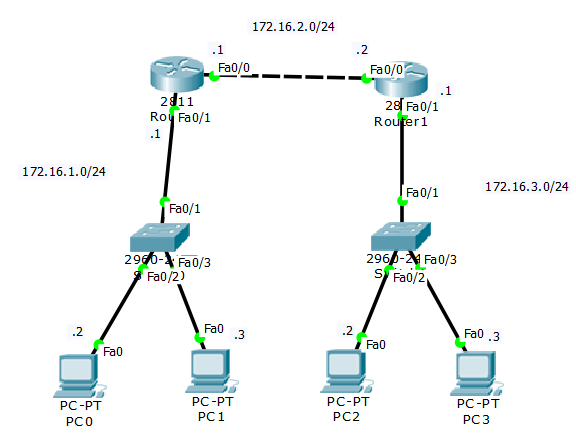 172.16.2.0/24
.1
.2
Fa0/0
Fa0/0
2811
Fa0/1
.1
Fa0/1
.1
Router1
172.16.1.0/24
172.16.3.0/24
Fa0/1
Fa0/1
Fa0/3
Fa0/2
Fa0/3
Fa0/2
.2
Fa0
Fa0
.3
.2
Fa0
Fa0
.3
PC-PT
PC0
PC-PT
PC1
PC-PT
PC2
PC-PT
PC3